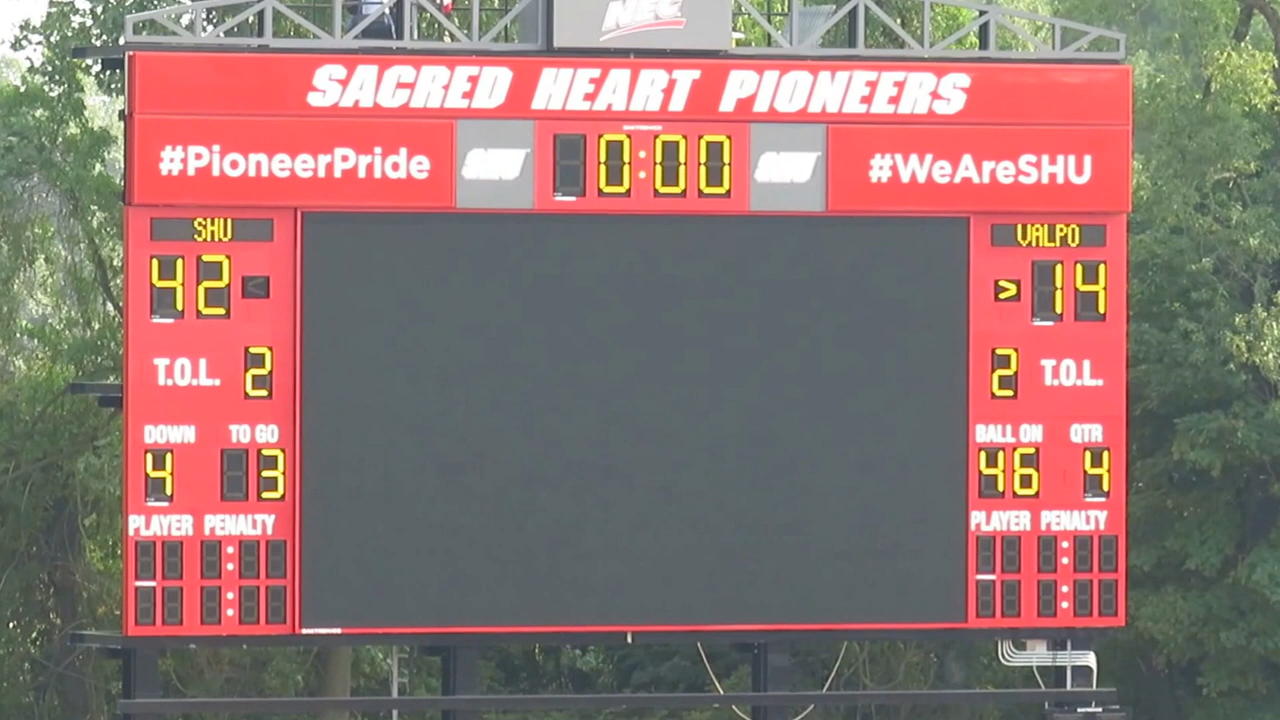 NEC
SACRED HEART PIONEERS
#PioneerPride
SHU
0:00
SHU
#WeAreSHU
SHU
VALPO
42 <
> 14
T.O.L. 2
2 T.O.L.
DOWN TO GO
BALL ON QTR
4 3
46 4
PLAYER PENALTY
PLAYER PENALTY
DAKTRONICS